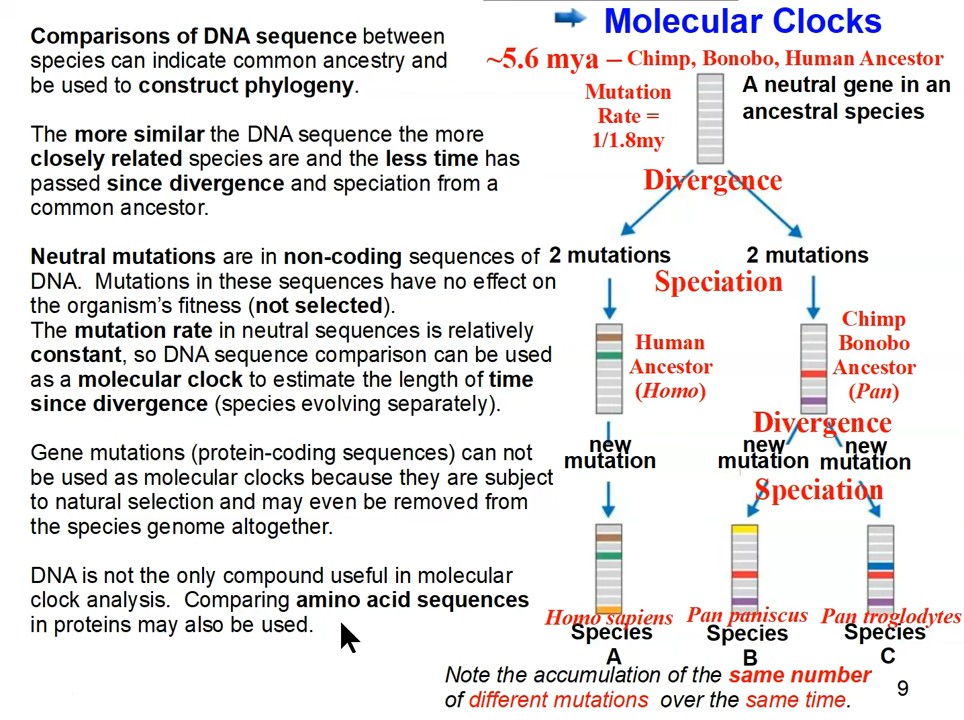 Comparisons of DNA sequence between
species can indicate common ancestry and
be used to construct phylogeny.
The more similar the DNA sequence the more
closely related species are and the less time has
passed since divergence and speciation from a
common ancestor.
Neutral mutations are in non-coding sequences of
DNA. Mutations in these sequences have no effect on
the organism's fitness (not selected).
The mutation rate in neutral sequences is relatively
constant, so DNA sequence comparison can be used
as a molecular clock to estimate the length of time
since divergence (species evolving separately).
Gene mutations (protein-coding sequences) can not
be used as molecular clocks because they are subject
to natural selection and may even be removed from
the species genome altogether.
DNA is not the only compound useful in molecular
clock analysis. Comparing amino acid sequences
in proteins may also be used.
Molecular Clocks
~5.6 mya – Chimp, Bonobo, Human Ancestor
Mutation
Rate =
1/1.8my
A neutral gene in an
ancestral species
Divergence
2 mutations
2 mutations
Speciation
Human
Ancestor
(Homo)
Chimp
Bonobo
Ancestor
(Pan)
Divergence
new
mutation
new
mutation
new
mutation
Speciation
Homo sapiens
Pan paniscus
Pan troglodytes
Species
A
Species
B
Species
C
Note the accumulation of the same number
of different mutations over the same time.
9